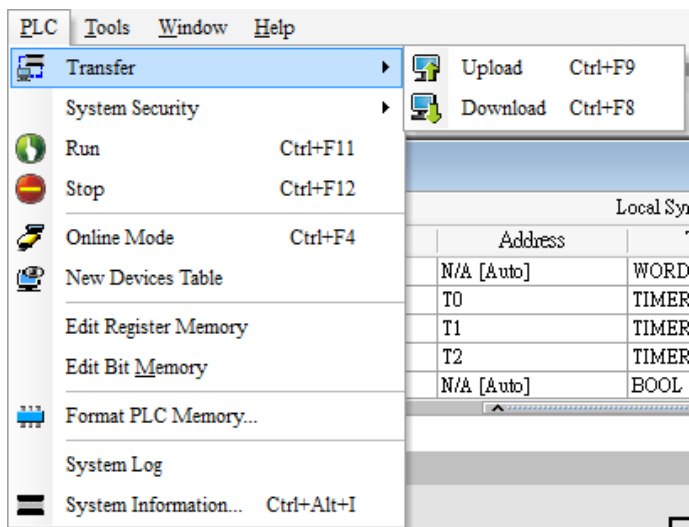 PLC Tools Window Help
Transfer
Upload Ctrl+F9
Download Ctrl+F8
System Security
Run Ctrl+F11
Stop Ctrl+F12
Online Mode Ctrl+F4
New Devices Table
Edit Register Memory
Edit Bit Memory
Format PLC Memory...
System Log
System Information... Ctrl+Alt+I
Local
Address
N/A [Auto] WORD
T0 TIMER
T1 TIMER
T2 TIMER
N/A [Auto] BOOL